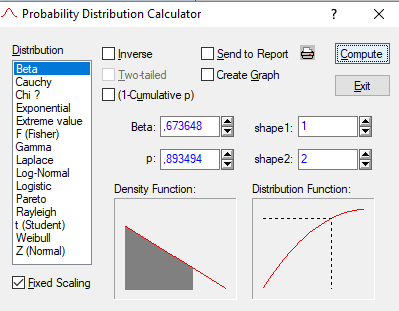 Probability Distribution Calculator ? ×
Distribution
Beta
Cauchy
Chi ?
Exponential
Extreme value
F (Fisher)
Gamma
Laplace
Log-Normal
Logistic
Pareto
Rayleigh
t (Student)
Weibull
Z (Normal)
Fixed Scaling
Inverse
Send to Report
Two-tailed
Create Graph
(1-Cumulative p)
Compute
Exit
Beta: ,673648 shape1: 1
p: ,893494 shape2: 2
Density Function: Distribution Function: